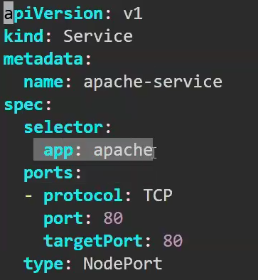 apiVersion: v1
kind: Service
metadata:
  name: apache-service
spec:
  selector:
    app: apache
  ports:
  - protocol: TCP
    port: 80
    targetPort: 80
  type: NodePort